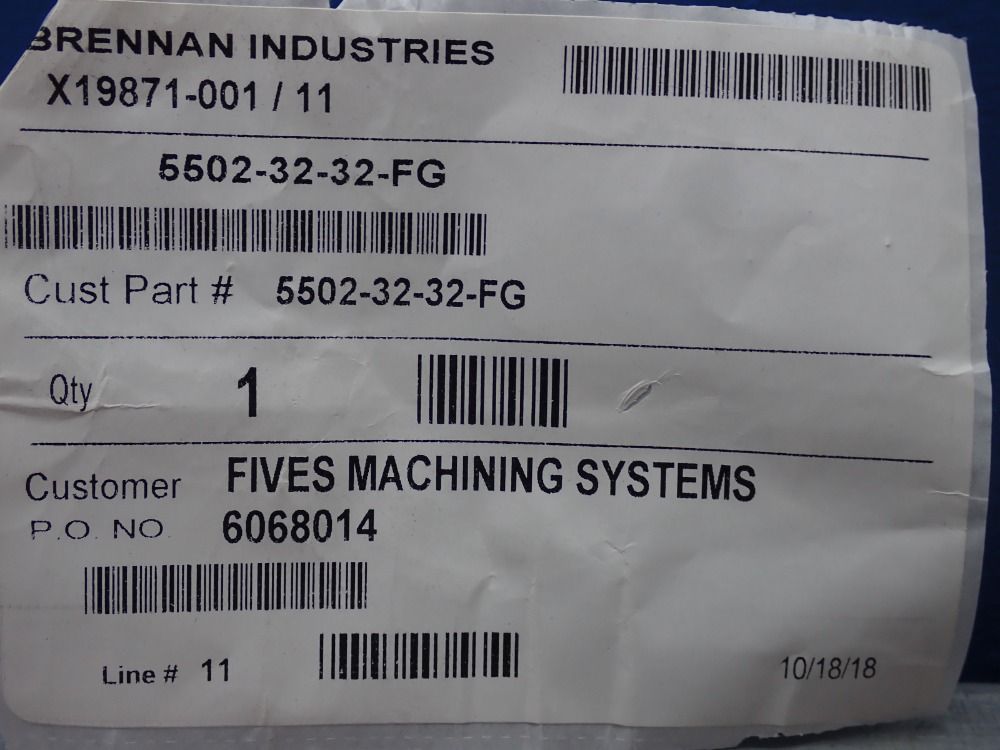 BRENNAN INDUSTRIES
X19871-001 / 11
5502-32-32-FG
Cust Part # 5502-32-32-FG
Qty 1
Customer FIVES MACHINING SYSTEMS
P.O. NO. 6068014
Line # 11
10/18/18